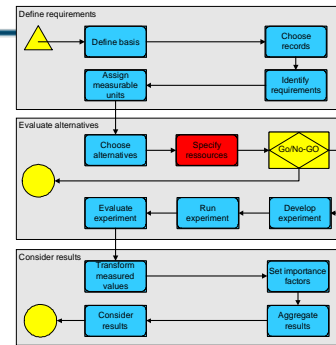 Define requirements
Define basis
Choose
records
Assign
measurable
units
Identify
requirements
Evaluate alternatives
Choose
alternatives
Specify
ressources
Go/No-GO
Evaluate
experiment
Run
experiment
Develop
experiment
Consider results
Transform
measured
values
Set importance
factors
Consider
results
Aggregate
results